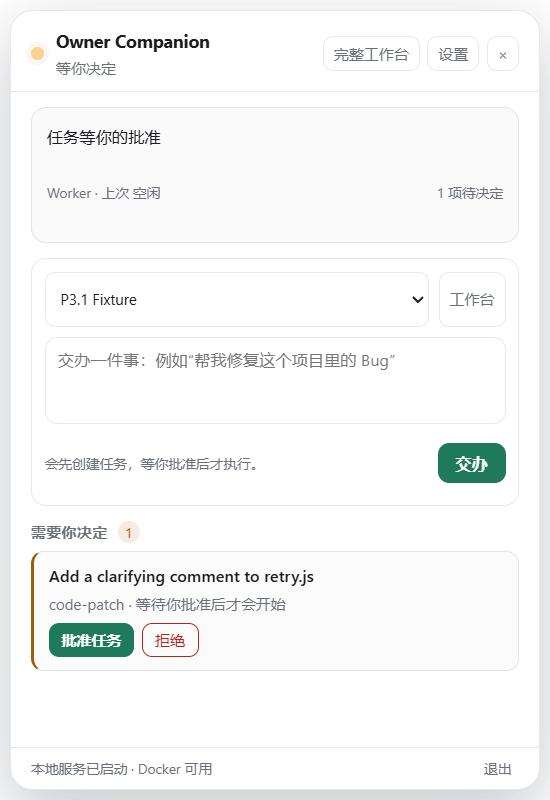 Owner Companion
等你决定
完整工作台
设置
×
任务等你的批准
Worker · 上次 空闲
1 项待决定
P3.1 Fixture
工作台
交办一件事：例如“帮我修复这个项目里的 Bug”
会先创建任务，等你批准后才执行。
交办
需要你决定 1
Add a clarifying comment to retry.js
code-patch · 等待你批准后才会开始
批准任务
拒绝
本地服务已启动 · Docker 可用
退出